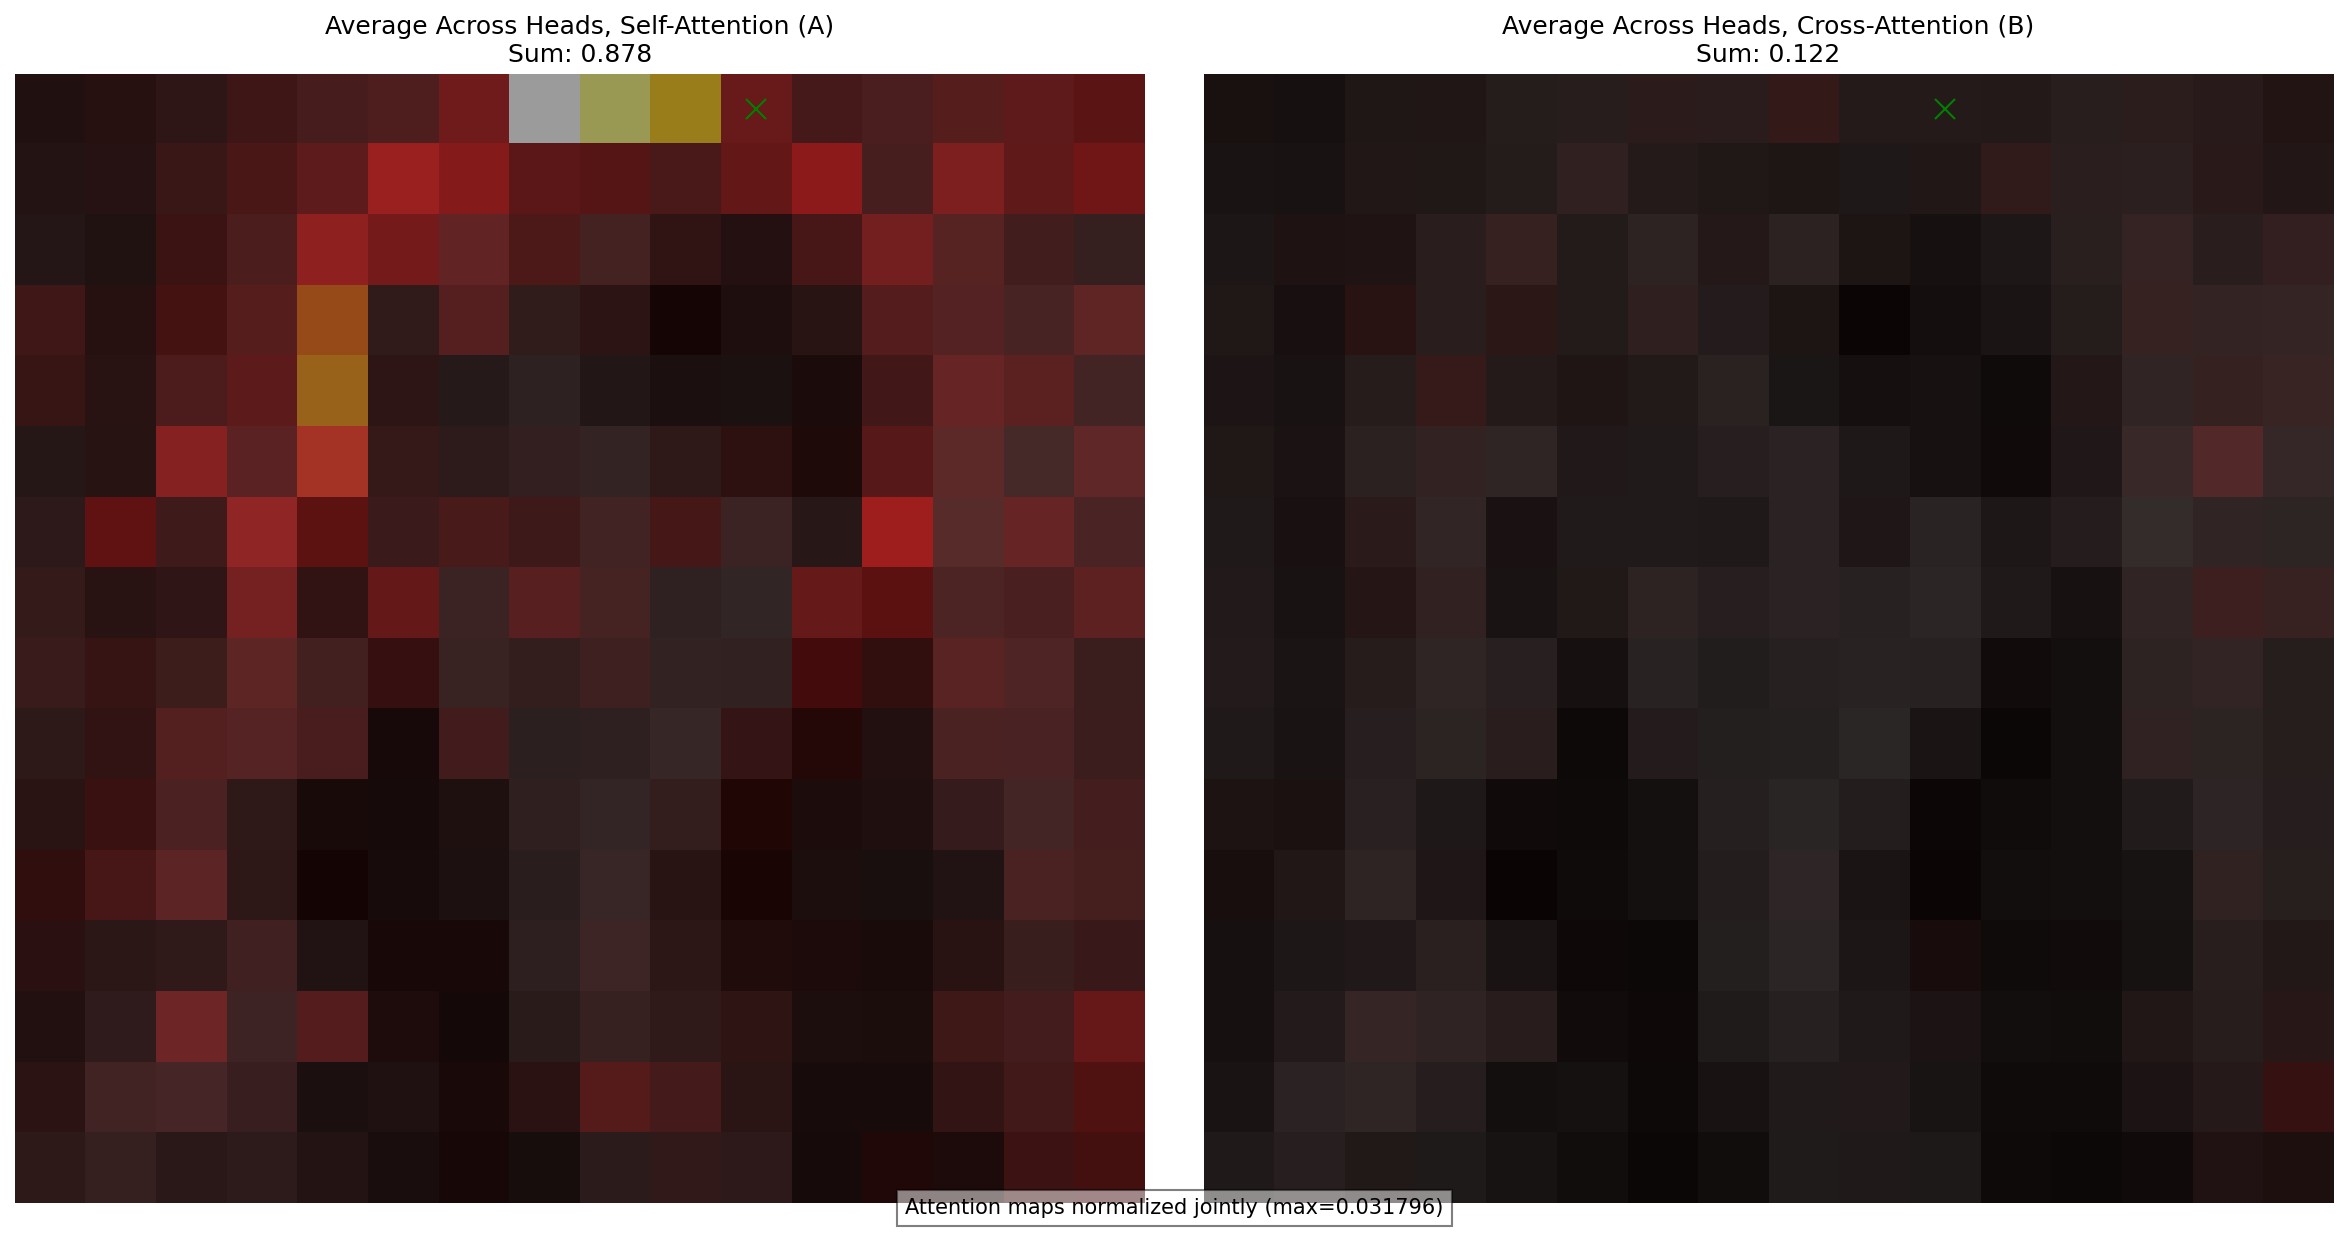 Average Across Heads, Self-Attention (A)
Sum: 0.878
Average Across Heads, Cross-Attention (B)
Sum: 0.122
Attention maps normalized jointly (max=0.031796)